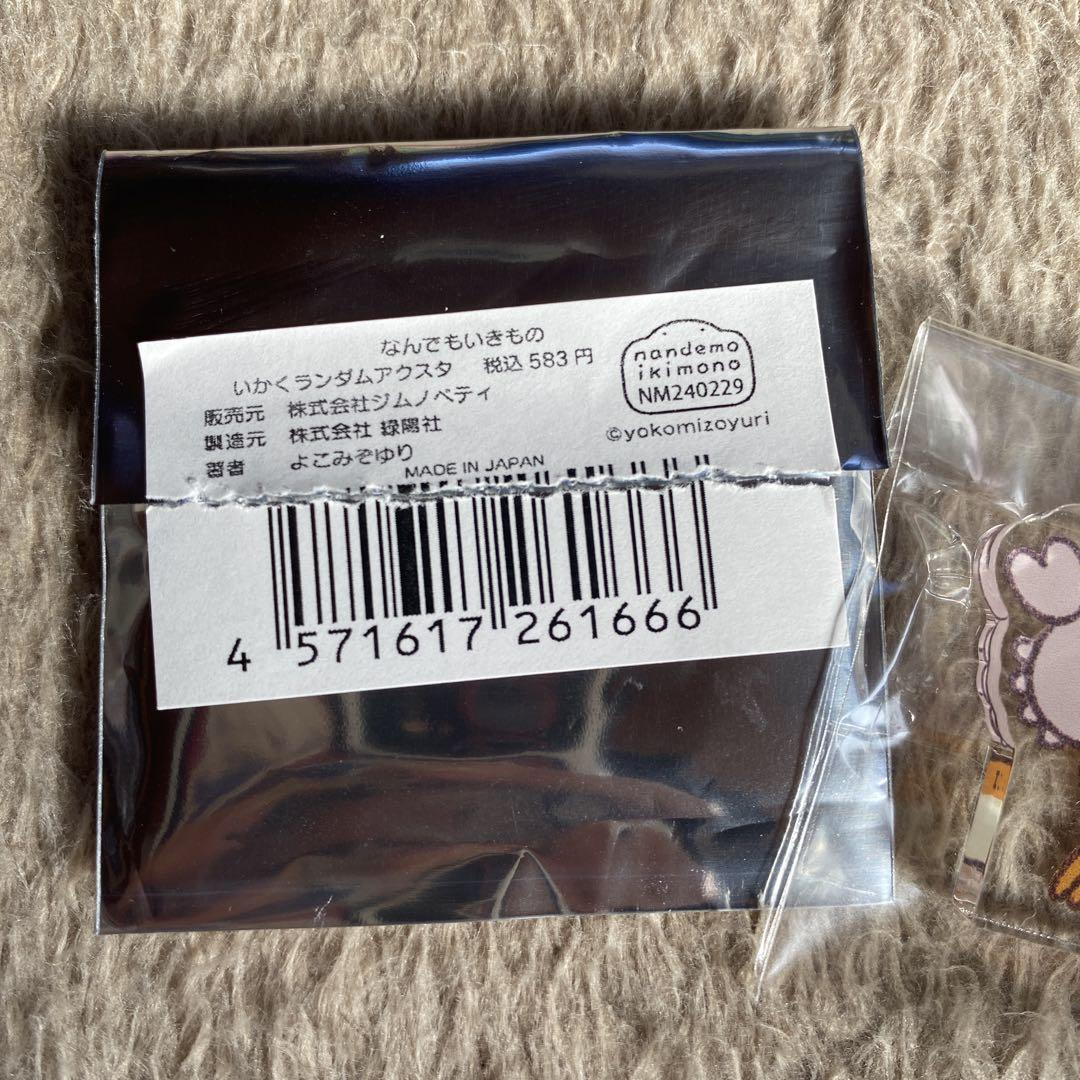 なんでもいきもの
いかくランダムアクスタ 税込583円
販売元 株式会社ジムノベティ
製造元 株式会社 緑陽社
著者 よこみぞゆり
nandemo
ikimono
NM240229
©yokomizoyuri
MADE IN JAPAN
4 571617 261666